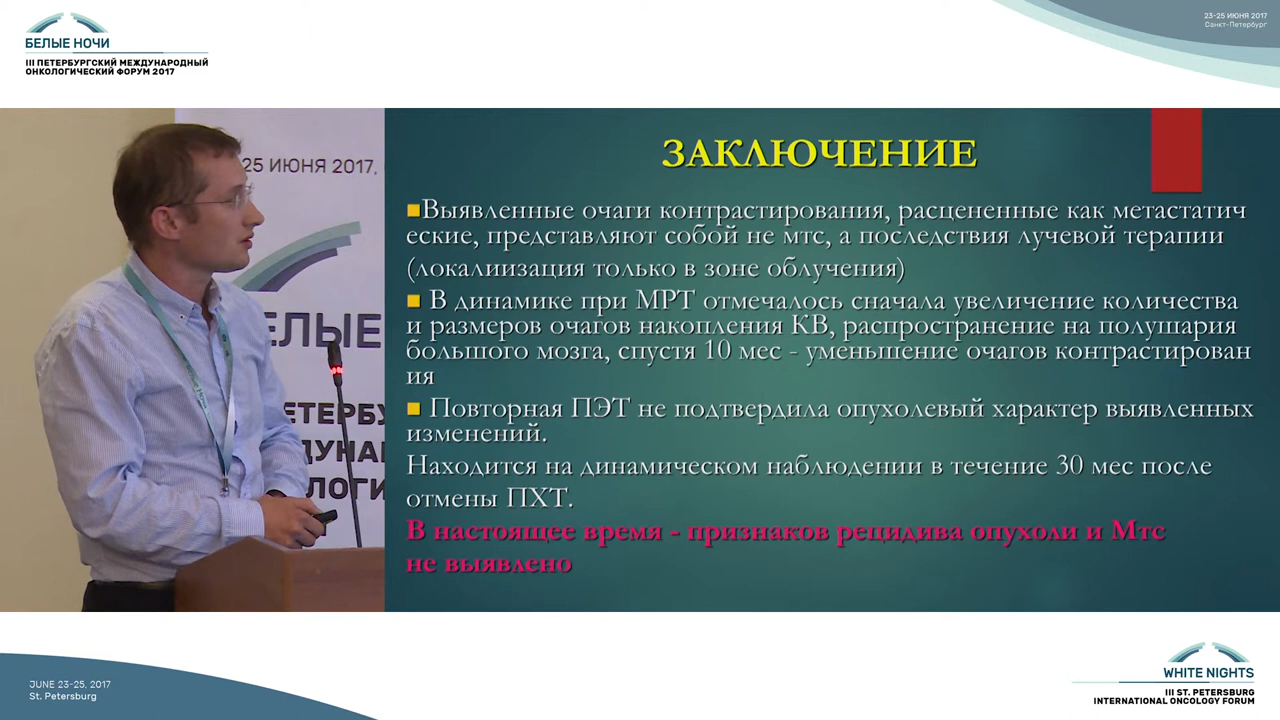 БЕЛЫЕ НОЧИ
III ПЕТЕРБУРГСКИЙ МЕЖДУНАРОДНЫЙ
ОНКОЛОГИЧЕСКИЙ ФОРУМ 2017
23-25 ИЮНЯ 2017
Санкт-Петербург
25 ИЮНЯ 2017,
ЕЛЫЕ
ЕТЕРБУ
ДУНА
ЛОГИ
ЗАКЛЮЧЕНИЕ
Выявленные очаги контрастирования, расцененные как метастатич
еские, представляют собой не мтс, а последствия лучевой терапии
(локалиизация только в зоне облучения)
В динамике при МРТ отмечалось сначала увеличение количества
и размеров очагов накопления КВ, распространение на полушария
большого мозга, спустя 10 мес - уменьшение очагов контрастирован
ия
Повторная ПЭТ не подтвердила опухолевый характер выявленных
изменений.
Находится на динамическом наблюдении в течение 30 мес после
отмены ПХТ.
В настоящее время - признаков рецидива опухоли и Мтс
не выявлено
JUNE 23-25, 2017
St. Petersburg
WHITE NIGHTS
III ST. PETERSBURG
INTERNATIONAL ONCOLOGY FORUM